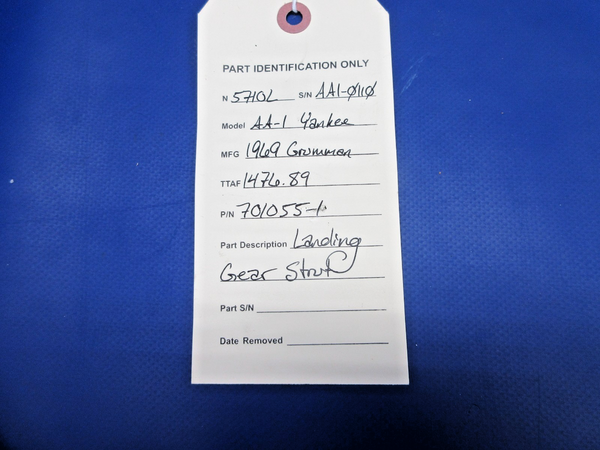 PART IDENTIFICATION ONLY
N 5710L S/N AA1-0110
Model AA-1 Yankee
MFG 1969 Grumman
TTAF 1476.89
P/N 701055-1
Part Description Landing
Gear Strut
Part S/N
Date Removed